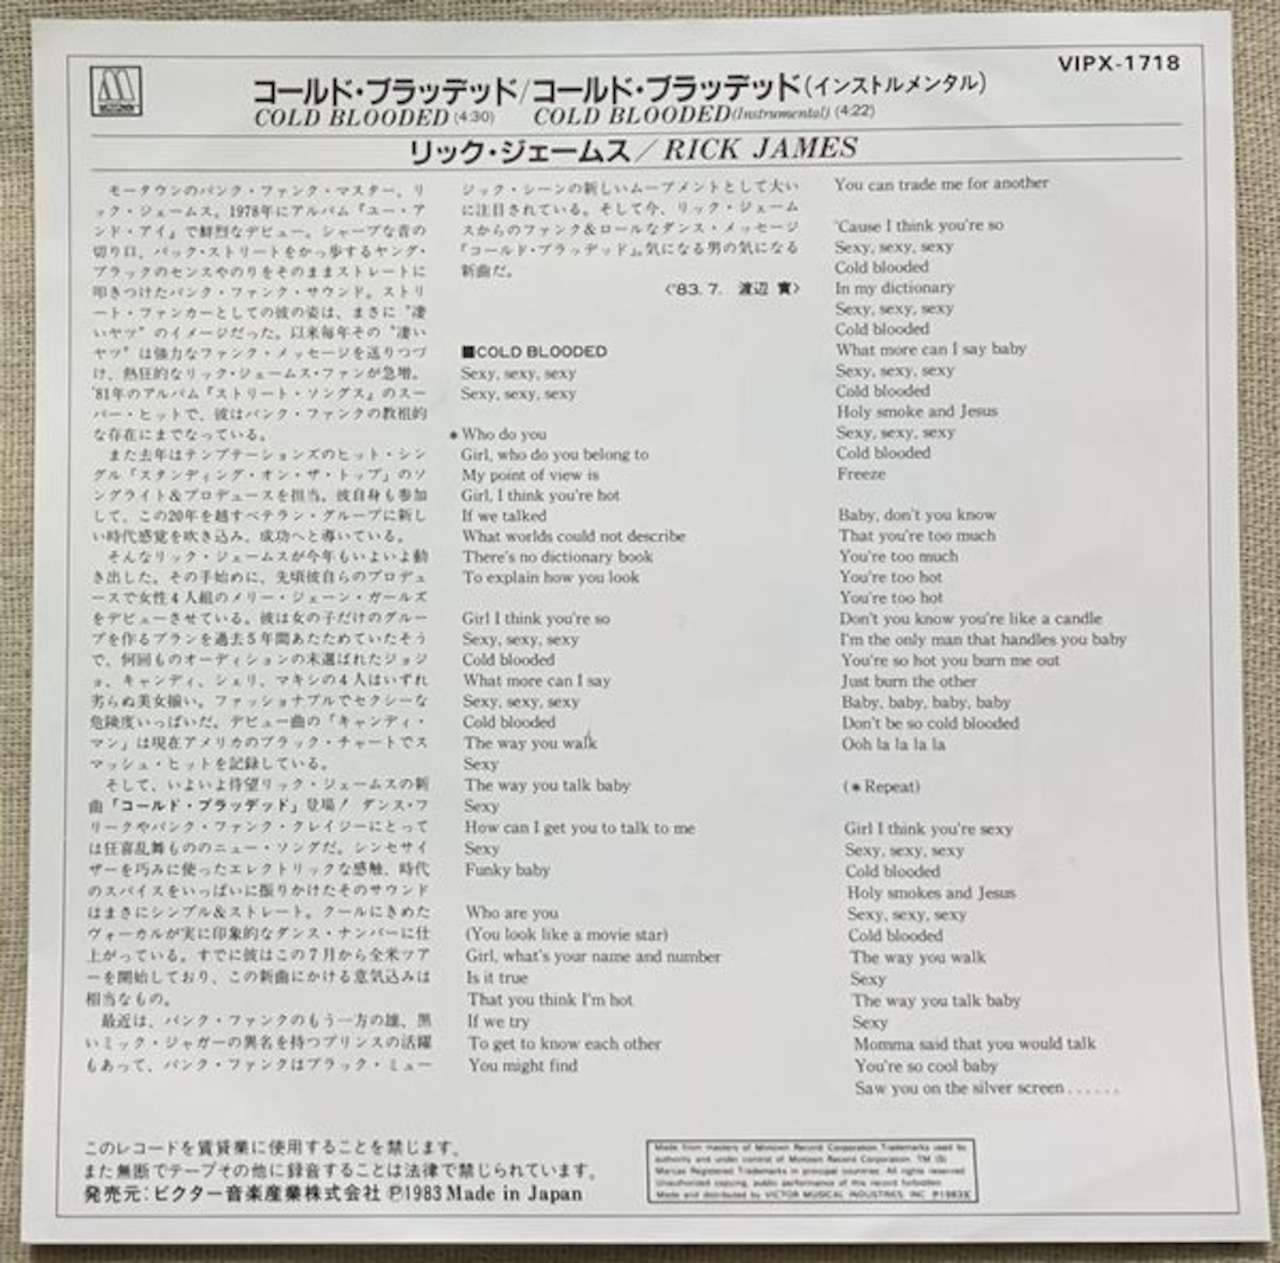 VIPX-1718
コールド・ブラッデッド/コールド・ブラッデッド(インストルメンタル)
COLD BLOODED (4:30) COLD BLOODED (Instrumental) (4:22)
リック・ジェームス/RICK JAMES
モータウンのパンク・ファンク・マスター、リ
ック・ジェームス。1978年にアルバム『ユー・ア
ンド・アイ』で鮮烈なデビュー。シャープな音の
切り口、バック・ストリートをかっ歩するヤング・
ブラックのセンスやのりをそのままストレートに
叩きつけたパンク・ファンク・サウンド。ストリ
ート・ファンカーとしての彼の姿は、まさに“凄
いヤツ”のイメージだった。以来毎年その“凄い
ヤツ”は強力なファンク・メッセージを送りつづ
け、熱狂的なリック・ジェームス・ファンが急増。
'81年のアルバム『ストリート・ソングス』のスー
パー・ヒットで、彼はパンク・ファンクの教祖的
な存在にまでなっている。
また去年はテンプテーションズのヒット・シン
グル「スタンディング・オン・ザ・トップ」のソ
ングライト&プロデュースを担当。彼自身も参加
して、この20年を越すベテラン・グループに新し
い時代感覚を吹き込み、成功へと導いている。
そんなリック・ジェームスが今年もいよいよ動
き出した。その手始めに、先頃彼自らのプロデュ
ースで女性4人組のメリー・ジェーン・ガールズ
をデビューさせている。彼は女の子だけのグルー
プを作るプランを過去5年間あたためていたそう
で、何回ものオーディションの末選ばれたジョジ
ョ、キャンディ、シェリ、マキシの4人はいずれ
劣らぬ美女揃い。ファッショナブルでセクシーな
危険度いっぱいだ。デビュー曲の「キャンディ・
マン」は現在アメリカのブラック・チャートでス
マッシュ・ヒットを記録している。
そして、いよいよ待望リック・ジェームスの新
曲「コールド・ブラッデッド」登場! ダンス・フ
リークやパンク・ファンク・クレイジーにとって
は狂喜乱舞もののニュー・ソングだ。シンセサイ
ザーを巧みに使ったエレクトリックな感触、時代
のスパイスをいっぱいに振りかけたそのサウンド
はまさにシンプル&ストレート。クールにきめた
ヴォーカルが実に印象的なダンス・ナンバーに仕
上がっている。すでに彼はこの7月から全米ツア
ーを開始しており、この新曲にかける意気込みは
相当なもの。
最近は、パンク・ファンクのもう一方の雄、黒
いミック・ジャガーの異名を持つプリンスの活躍
もあって、パンク・ファンクはブラック・ミュー
ジック・シーンの新しいムーブメントとして大い
に注目されている。そして今、リック・ジェーム
スからのファンク&ロールなダンス・メッセージ
「コールド・ブラッデッド」。気になる男の気になる
新曲だ。
〈'83. 7. 渡辺 實〉
■COLD BLOODED
Sexy, sexy, sexy
Sexy, sexy, sexy
* Who do you
Girl, who do you belong to
My point of view is
Girl, I think you're hot
If we talked
What worlds could not describe
There's no dictionary book
To explain how you look
Girl I think you're so
Sexy, sexy, sexy
Cold blooded
What more can I say
Sexy, sexy, sexy
Cold blooded
The way you walk
Sexy
The way you talk baby
Sexy
How can I get you to talk to me
Sexy
Funky baby
Who are you
(You look like a movie star)
Girl, what's your name and number
Is it true
That you think I'm hot
If we try
To get to know each other
You might find
You can trade me for another
'Cause I think you're so
Sexy, sexy, sexy
Cold blooded
In my dictionary
Sexy, sexy, sexy
Cold blooded
What more can I say baby
Sexy, sexy, sexy
Cold blooded
Holy smoke and Jesus
Sexy, sexy, sexy
Cold blooded
Freeze
Baby, don't you know
That you're too much
You're too much
You're too hot
You're too hot
Don't you know you're like a candle
I'm the only man that handles you baby
You're so hot you burn me out
Just burn the other
Baby, baby, baby, baby
Don't be so cold blooded
Ooh la la la la
(* Repeat)
Girl I think you're sexy
Sexy, sexy, sexy
Cold blooded
Holy smokes and Jesus
Sexy, sexy, sexy
Cold blooded
The way you walk
Sexy
The way you talk baby
Sexy
Momma said that you would talk
You're so cool baby
Saw you on the silver screen......
このレコードを賃貸業に使用することを禁じます。
また無断でテープその他に録音することは法律で禁じられています。
発売元:ビクター音楽産業株式会社 ℗1983 Made in Japan
Made from masters of Motown Record Corporation. Trademarks used by
authority and under control of Motown Record Corporation. TM (S)
Marcas Registered Trademarks in principal countries. All rights reserved
Unauthorized copying, public performance of this record forbidden.
Made and distributed by VICTOR MUSICAL INDUSTRIES, INC. ℗1983